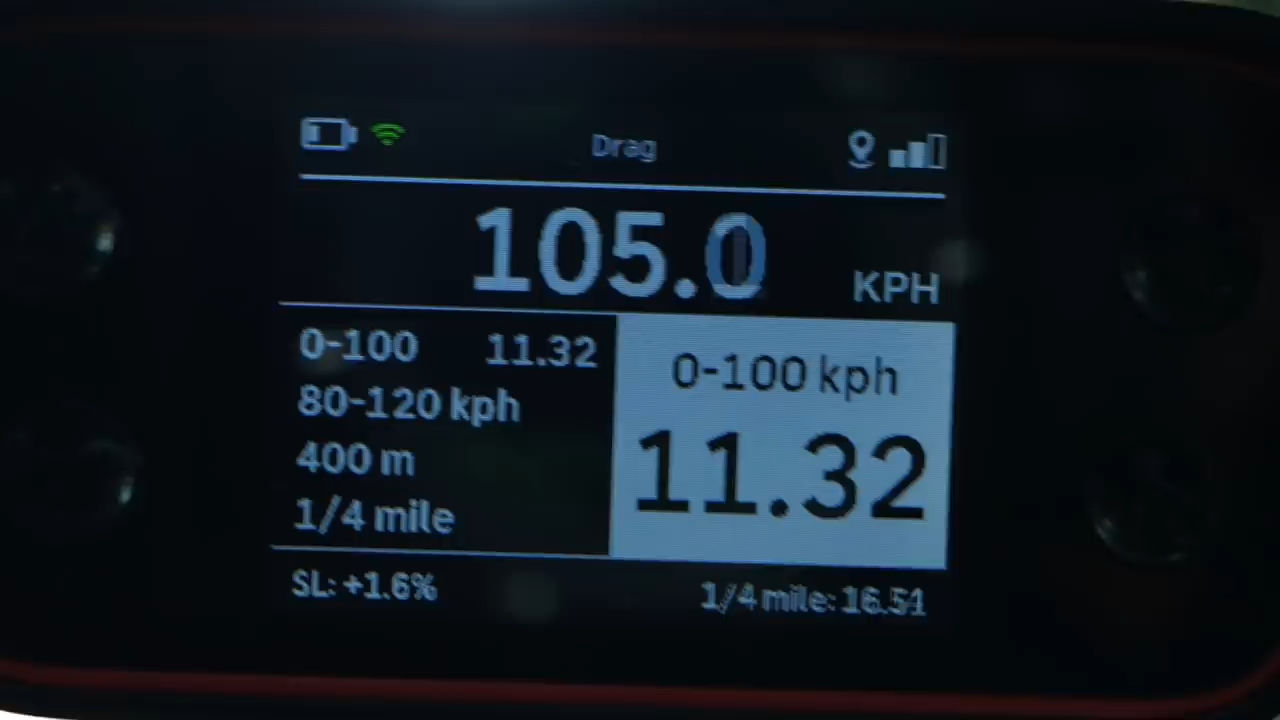 Drag
105.0 KPH
0-100 11.32
80-120 kph
400 m
1/4 mile
0-100 kph
11.32
SL: +1.6%
1/4 mile: 16.51